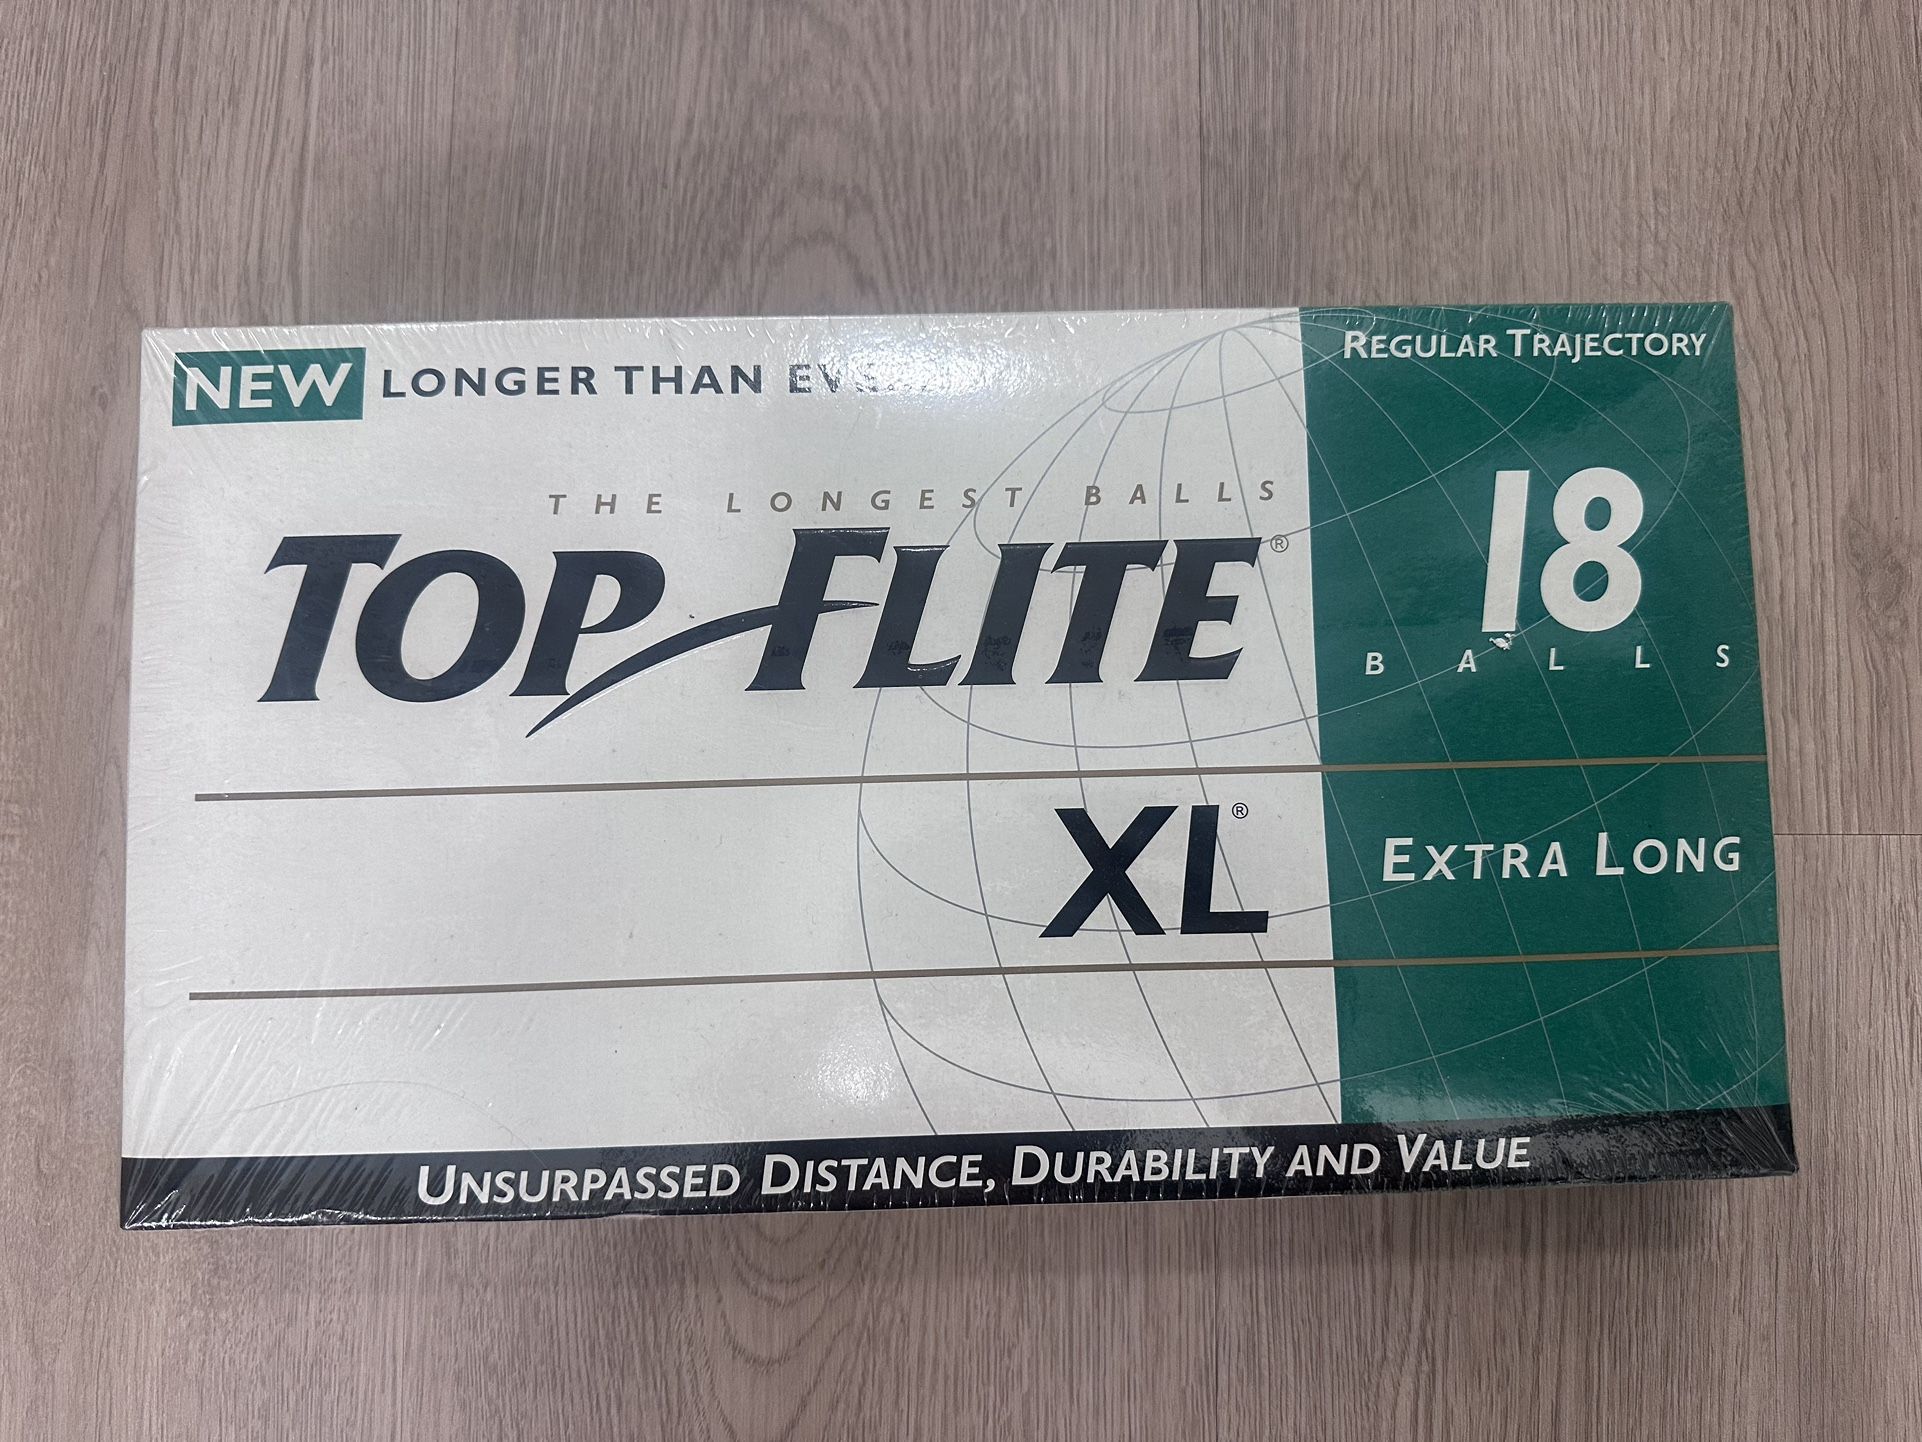 NEW LONGER THAN
REGULAR TRAJECTORY
THE LONGEST BALLS
TOP FLITE®
18
BALLS
XL®
EXTRA LONG
UNSURPASSED DISTANCE, DURABILITY AND VALUE